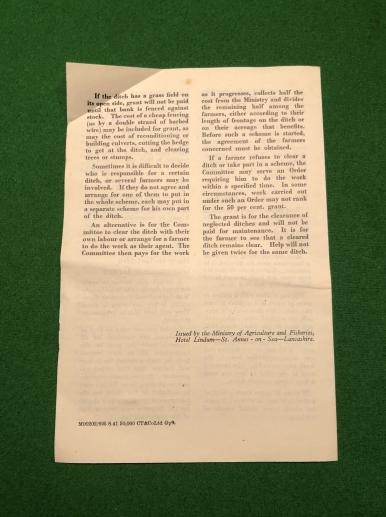 If the ditch has a grass field on
its open side, grant will not be paid
until that bank is fenced against
stock. The cost of a cheap fencing
(as by a double strand of barbed
wire) may be included for grant, as
may the cost of reconditioning or
building culverts, cutting the hedge
to get at the ditch, and clearing
trees or stumps.
Sometimes it is difficult to decide
who is responsible for a certain
ditch, or several farmers may be
involved. If they do not agree and
arrange for one of them to put in
the whole scheme, each may put in
a separate scheme for his own part
of the ditch.
An alternative is for the Com-
mittee to clear the ditch with their
own labour or arrange for a farmer
to do the work as their agent. The
Committee then pays for the work
as it progresses, collects half the
cost from the Ministry and divides
the remaining half among the
farmers, either according to their
length of frontage on the ditch or
on their acreage that benefits.
Before such a scheme is started,
the agreement of the farmers
concerned must be obtained.
If a farmer refuses to clear a
ditch or take part in a scheme, the
Committee may serve an Order
requiring him to do the work
within a specified time. In some
circumstances, work carried out
under such an Order may not rank
for the 50 per cent. grant.
The grant is for the clearance of
neglected ditches and will not be
paid for maintenance. It is for
the farmer to see that a cleared
ditch remains clear. Help will not
be given twice for the same ditch.
Issued by the Ministry of Agriculture and Fisheries,
Hotel Lindum—St. Annes - on - Sea—Lancashire.
8.41 50,000 CT&CoLtd